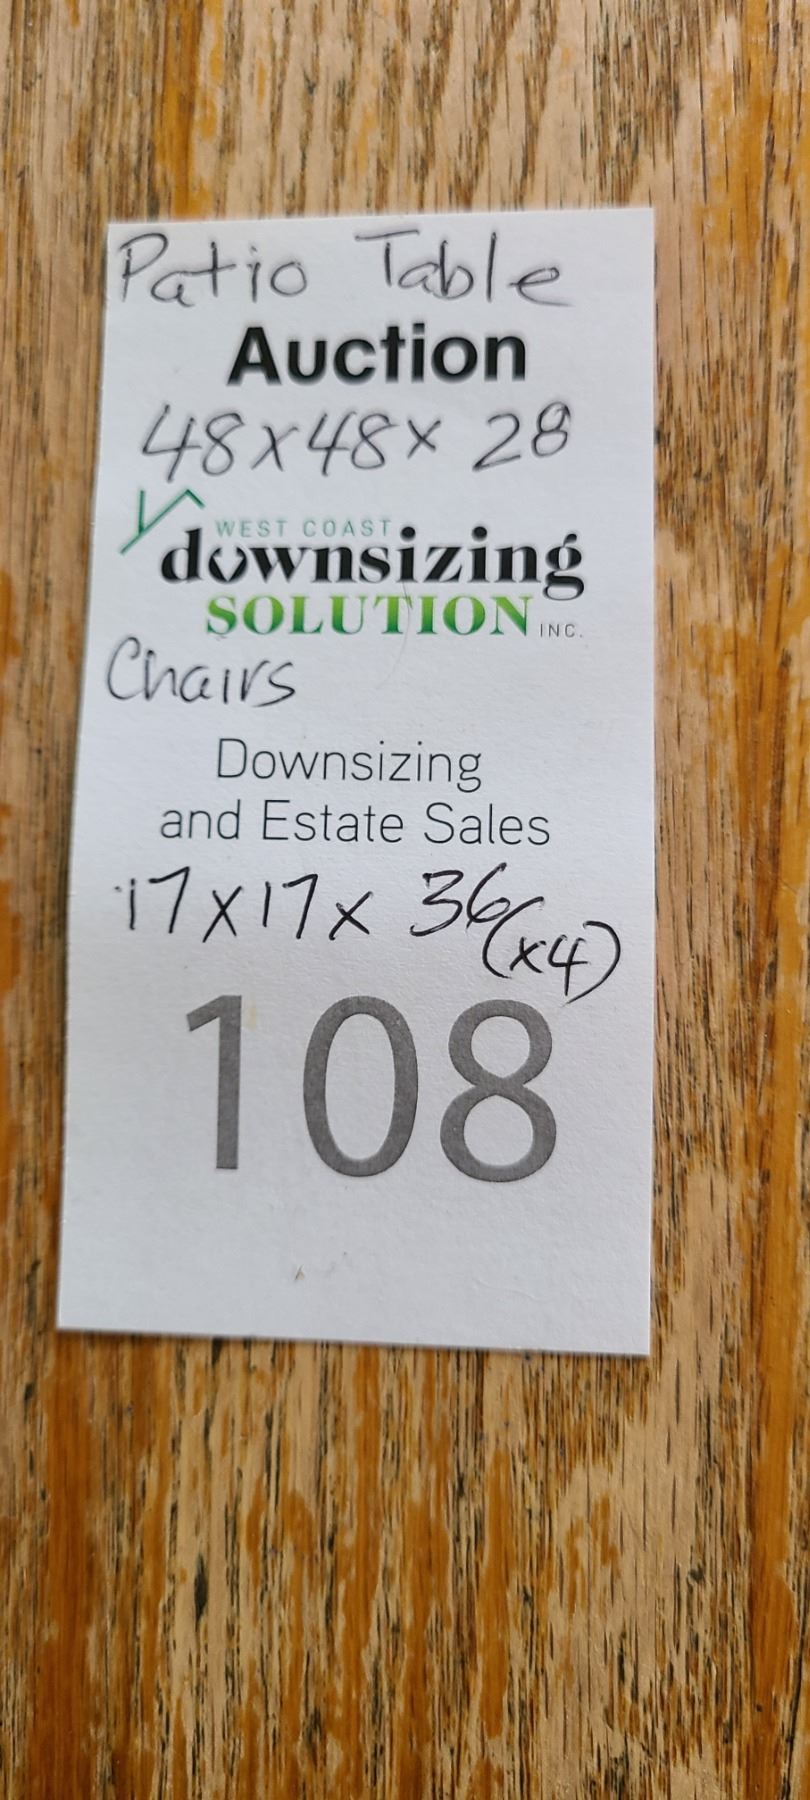 Patio Table
Auction
48x48x 28
WEST COAST
downsizing
SOLUTION INC.
Chairs
Downsizing
and Estate Sales
17x17x 36(x4)
108